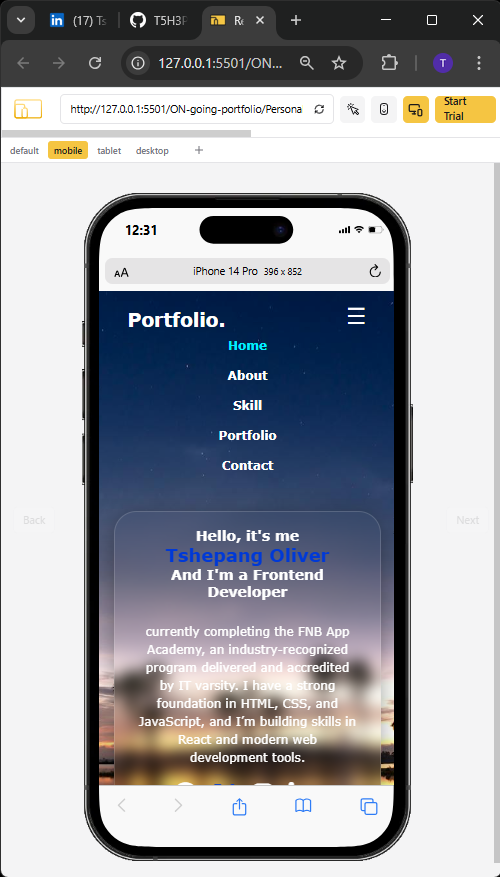 (17) Ts
T5H3P
Re
127.0.0.1:5501/ON...
T
http://127.0.0.1:5501/ON-going-portfolio/Persona
Start
Trial
default
mobile
tablet
desktop
12:31
AA
iPhone 14 Pro 396 x 852
Portfolio.
Home
About
Skill
Portfolio
Contact
Back
Next
Hello, it's me
Tshepang Oliver
And I'm a Frontend
Developer
currently completing the FNB App
Academy, an industry-recognized
program delivered and accredited
by IT varsity. I have a strong
foundation in HTML, CSS, and
JavaScript, and I'm building skills in
React and modern web
development tools.